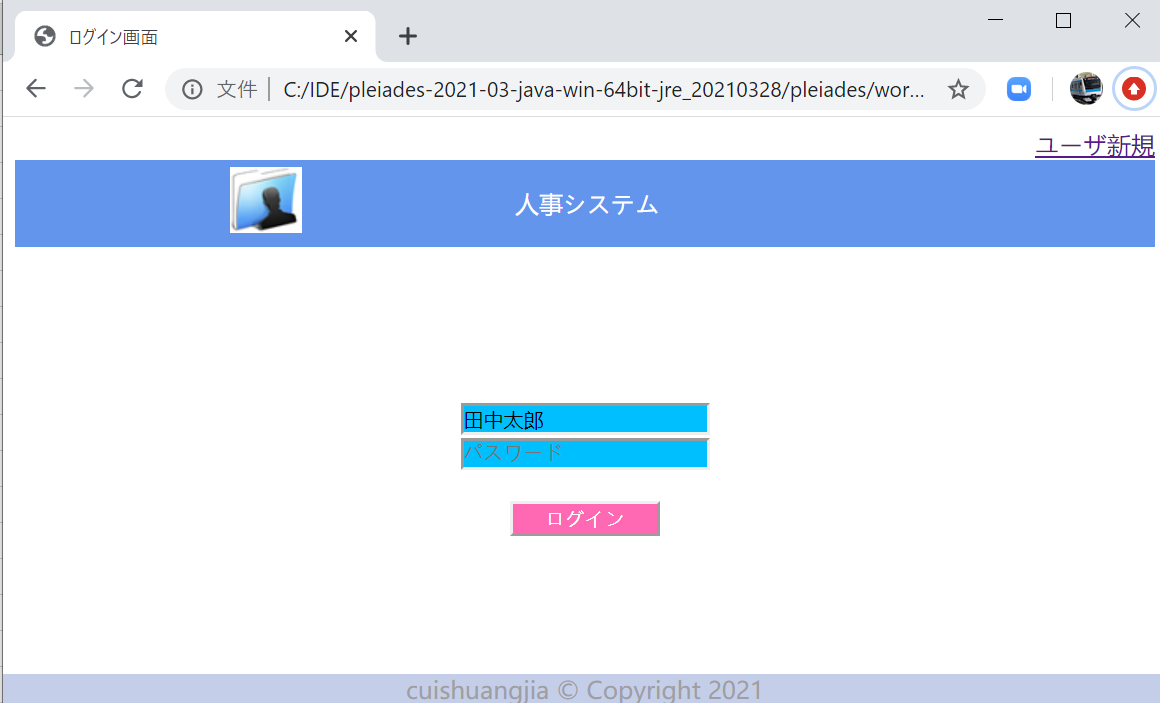 ログイン画面
文件 C:/IDE/pleiades-2021-03-java-win-64bit-jre_20210328/pleiades/wor...
ユーザ新規
人事システム
田中太郎
パスワード
ログイン
cuishuangjia © Copyright 2021